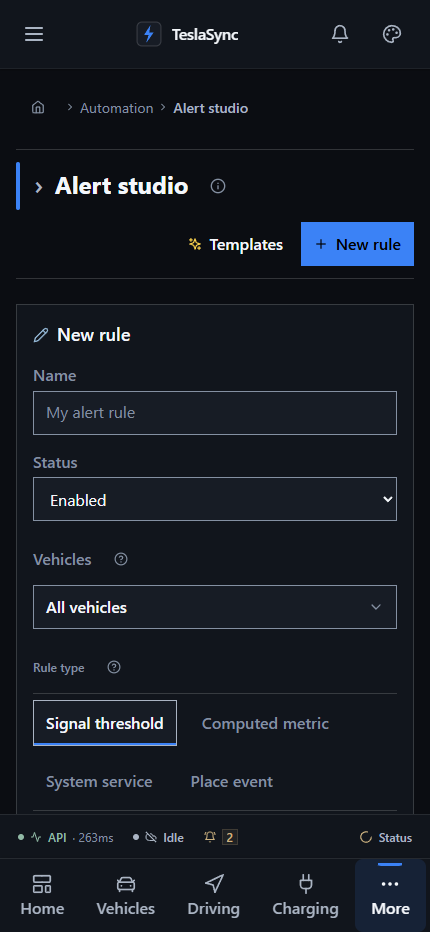 TeslaSync
Automation
Alert studio
Alert studio
Templates
New rule
New rule
Name
My alert rule
Status
Enabled
Vehicles
All vehicles
Rule type
Signal threshold
Computed metric
System service
Place event
API · 263ms
Idle
2
Status
Home
Vehicles
Driving
Charging
More